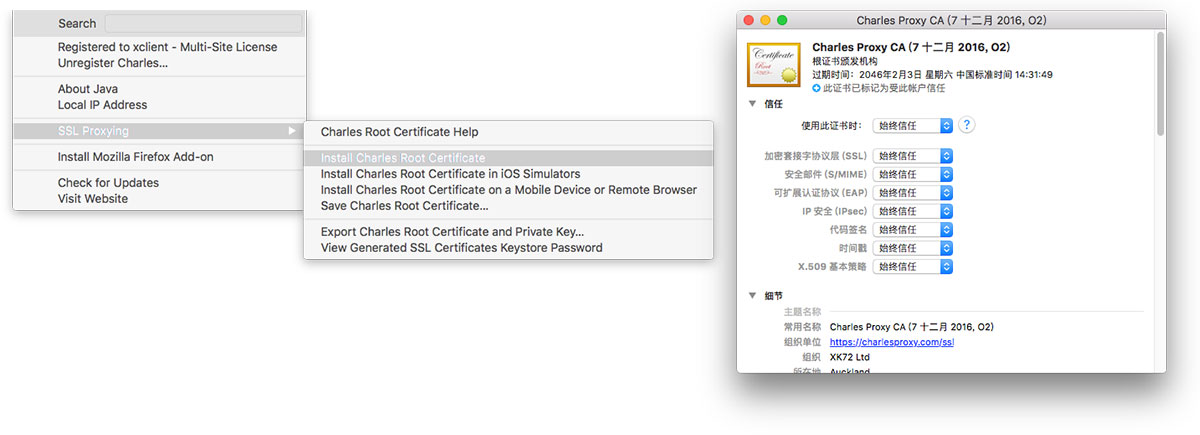 Search
Registered to xclient - Multi-Site License
Unregister Charles...
About Java
Local IP Address
SSL Proxying
Install Mozilla Firefox Add-on
Check for Updates
Visit Website
Charles Root Certificate Help
Install Charles Root Certificate
Install Charles Root Certificate in iOS Simulators
Install Charles Root Certificate on a Mobile Device or Remote Browser
Save Charles Root Certificate...
Export Charles Root Certificate and Private Key...
View Generated SSL Certificates Keystore Password
Charles Proxy CA (7 十二月 2016, O2)
Certificate
Root
Charles Proxy CA (7 十二月 2016, O2)
根证书颁发机构
过期时间：2046年2月3日 星期六 中国标准时间 14:31:49
此证书已标记为受此帐户信任
信任
使用此证书时： 始终信任 ?
加密套接字协议层 (SSL) 始终信任
安全邮件 (S/MIME) 始终信任
可扩展认证协议 (EAP) 始终信任
IP 安全 (IPsec) 始终信任
代码签名 始终信任
时间戳 始终信任
X.509 基本策略 始终信任
细节
主题名称
常用名称 Charles Proxy CA (7 十二月 2016, O2)
组织单位 https://charlesproxy.com/ssl
组织 XK72 Ltd
所在地 Auckland